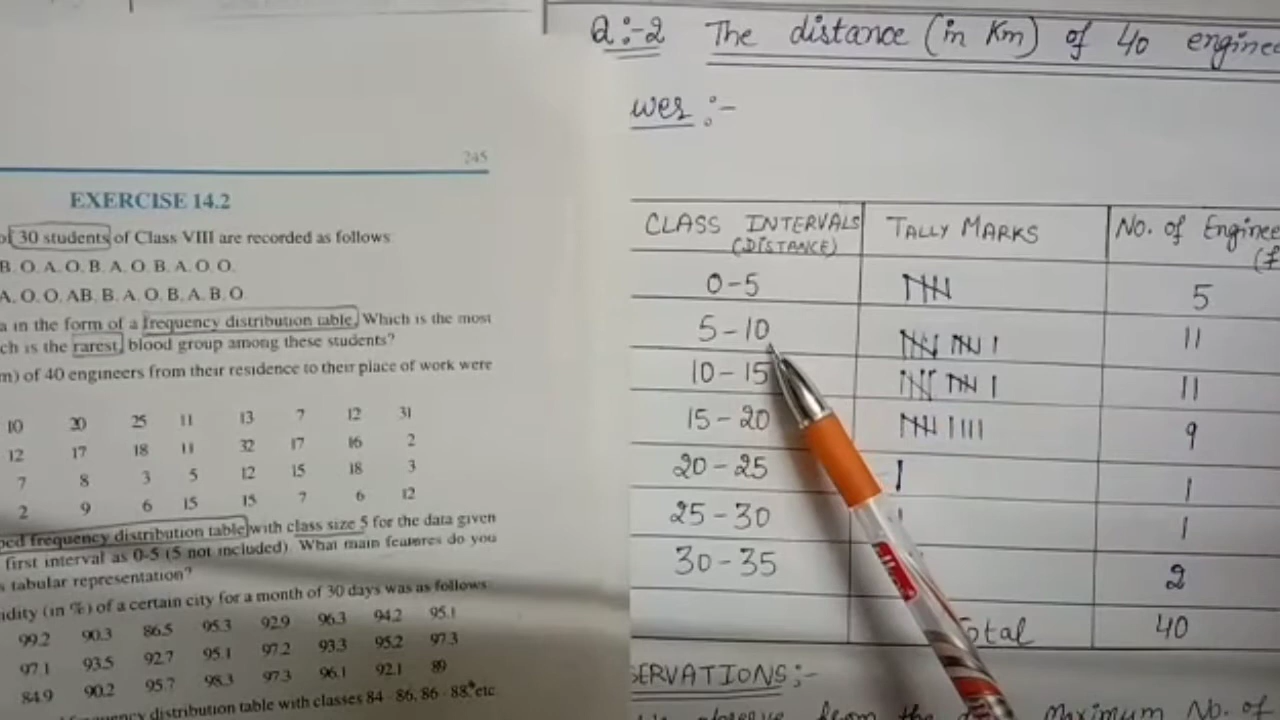 245
EXERCISE 14.2
of 30 students of Class VIII are recorded as follows
B. O. A. O. B. A. O. B. A. O. O.
A. O. O. AB. B. A. O. B. A. B. O
a in the form of a frequency distribution table. Which is the most
ch is the rarest, blood group among these students?
m) of 40 engineers from their residence to their place of work were
10 20 25 11 13 7 12 31
12 17 18 11 32 17 16 2
7 8 3 5 12 15 18 3
2 9 6 15 15 7 6 12
ped frequency distribution table with class size 5 for the data given
first interval as 0-5 (5 not included). What main features do you
s tabular representation?
idity (in %) of a certain city for a month of 30 days was as follows
99.2 90.3 86.5 95.3 92.9 96.3 94.2 95.1
97.1 93.5 92.7 95.1 97.2 93.3 95.2 97.3
84.9 90.2 95.7 98.3 97.3 96.1 92.1 89
frequency distribution table with classes 84 - 86, 86 - 88, etc
Q:-2 The distance (in Km) of 40 enginee
wer :-
CLASS INTERVALS (DISTANCE) TALLY MARKS No. of Enginee (f
0-5 5
5-10 11
10-15 11
15-20 9
20-25 1
25-30 1
30-35 2
otal 40
SERVATIONS :-
observe from the Maximum No. of